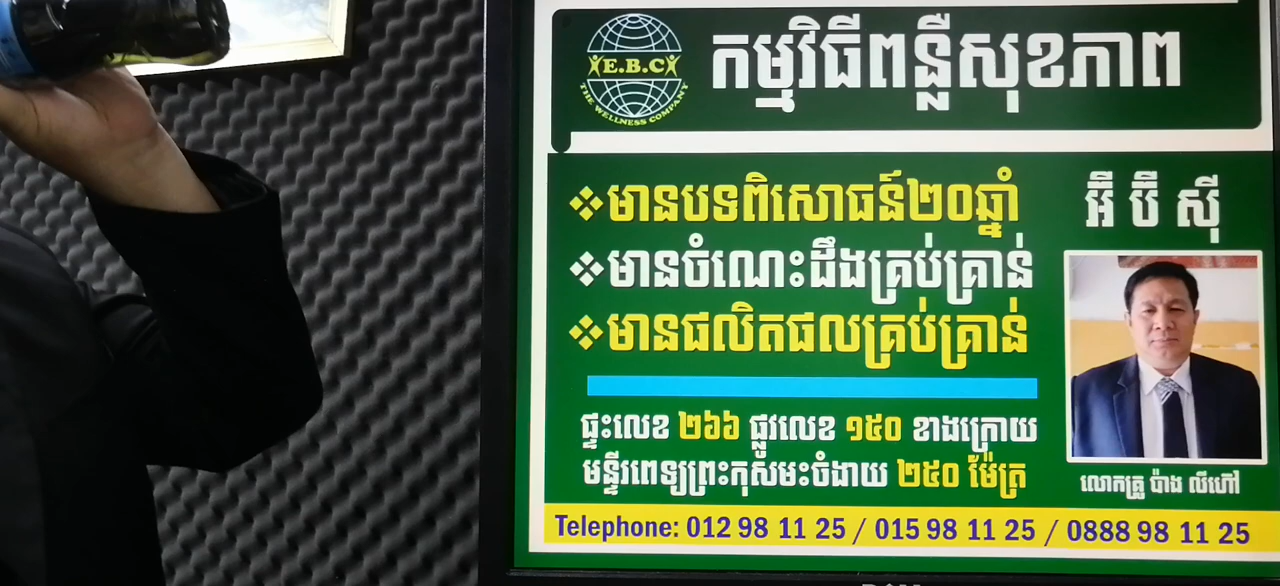 E.B.C
THE WELLNESS COMPANY
កម្មវិធីពន្លឺសុខភាព
❖មានបទពិសោធន៍២០ឆ្នាំ
❖មានចំណេះដឹងគ្រប់គ្រាន់
❖មានផលិតផលគ្រប់គ្រាន់
អ៊ី ប៊ី ស៊ី
ផ្ទះលេខ ២៦៦ ផ្លូវលេខ ១៥០ ខាងក្រោយ
មន្ទីរពេទ្យព្រះកុសុមះចំងាយ ២៥០ ម៉ែត្រ
លោកគ្រូ ប៉ាង លីហៅ
Telephone: 012 98 11 25 / 015 98 11 25 / 0888 98 11 25